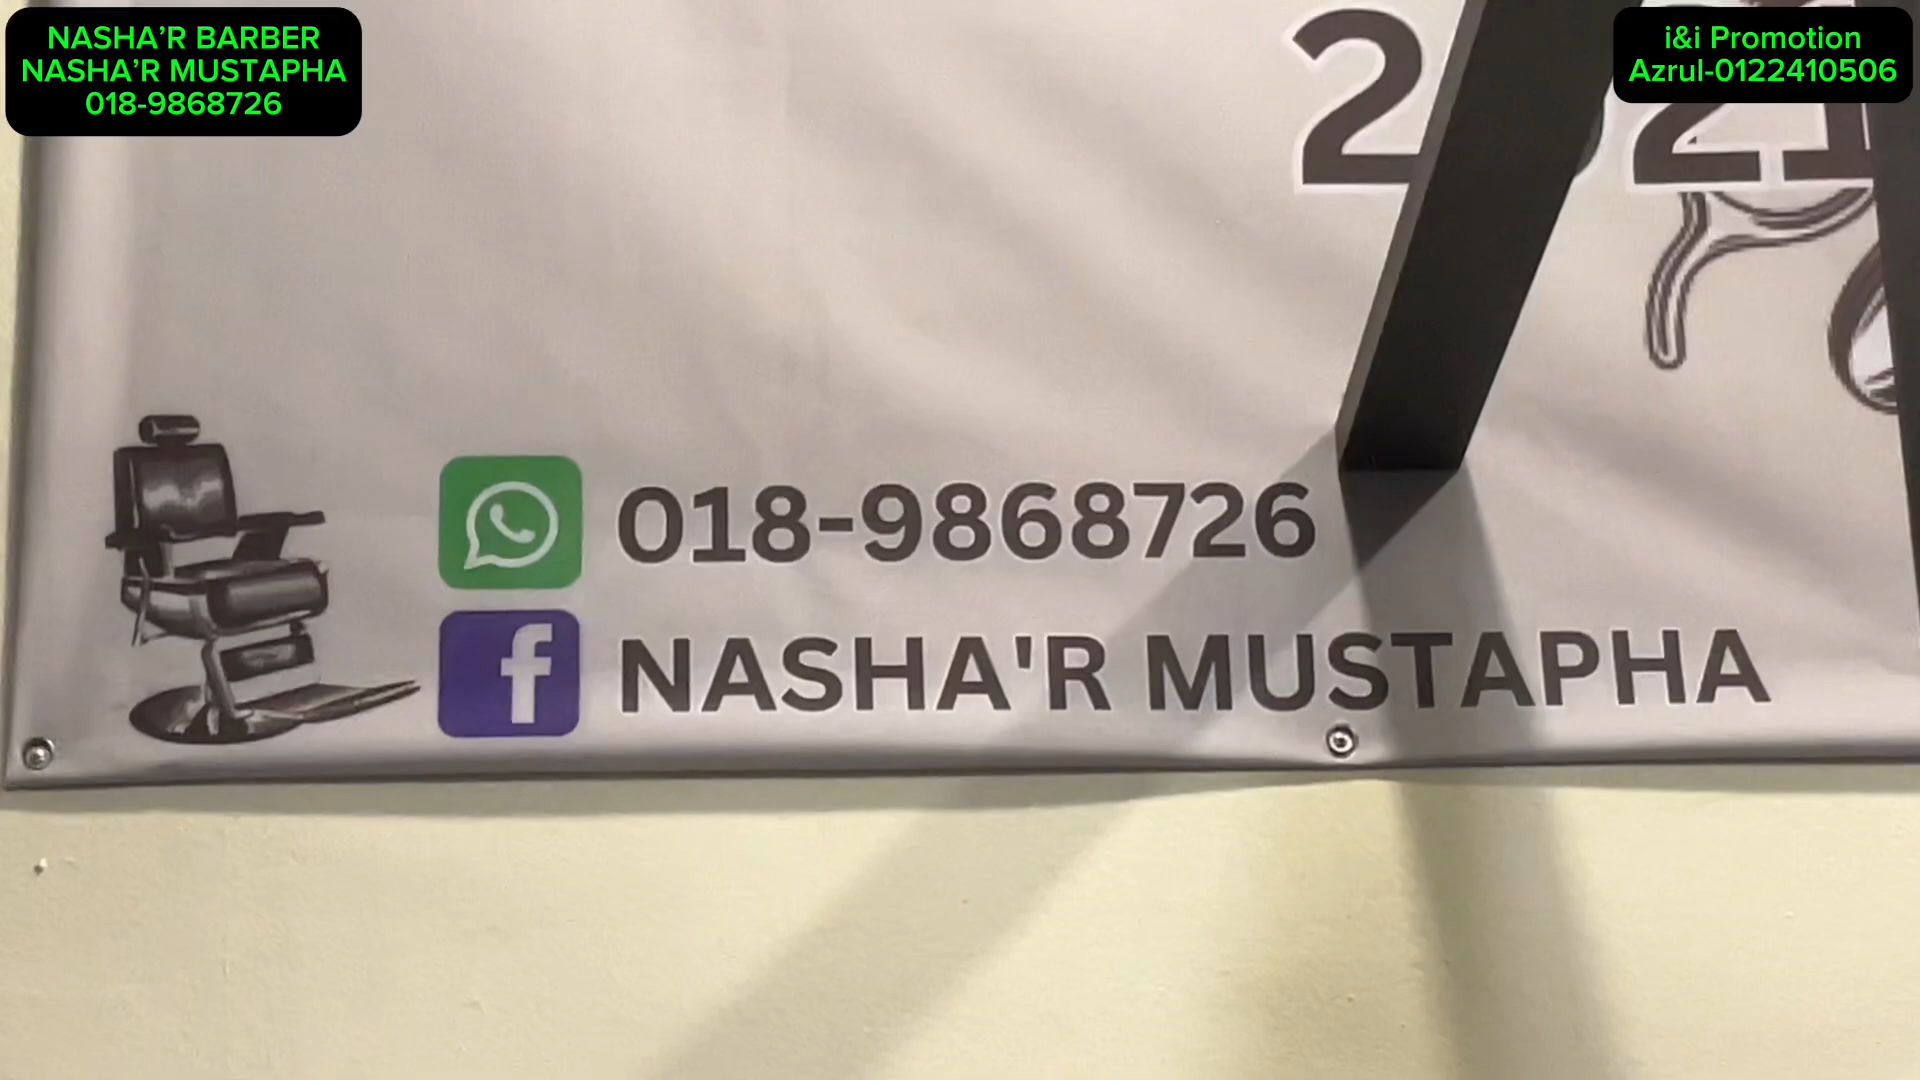 NASHA’R BARBER
NASHA’R MUSTAPHA
018-9868726
i&i Promotion
Azrul-0122410506
018-9868726
NASHA'R MUSTAPHA